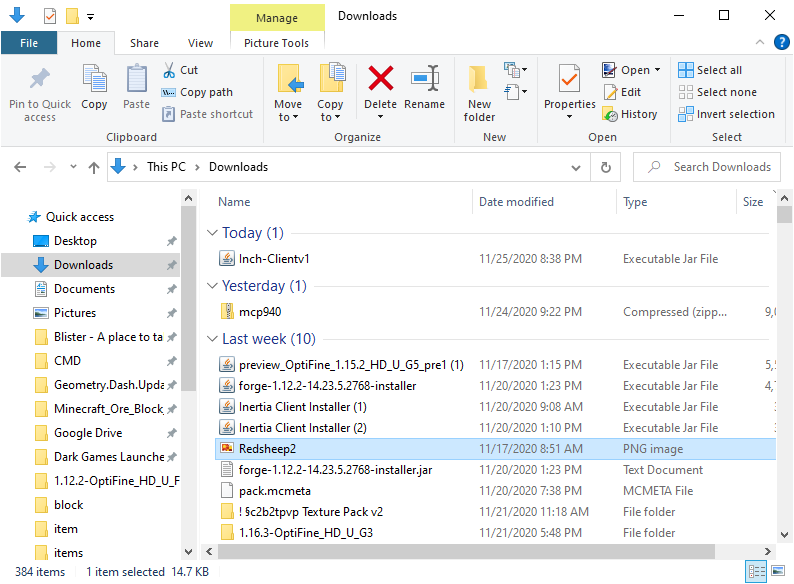 Manage
Downloads
File
Home
Share
View
Picture Tools
Pin to Quick access
Copy
Paste
Cut
Copy path
Paste shortcut
Clipboard
Move to
Copy to
Delete
Rename
Organize
New folder
New
Properties
Open
Edit
History
Open
Select all
Select none
Invert selection
Select
This PC > Downloads
Search Downloads
Quick access
Desktop
Downloads
Documents
Pictures
Blister - A place to ta
CMD
Geometry.Dash.Upda
Minecraft_Ore_Block_
Google Drive
Dark Games Launche
1.12.2-OptiFine_HD_U_F
block
item
items
Name Date modified Type Size
Today (1)
Inch-Clientv1 11/25/2020 8:38 PM Executable Jar File
Yesterday (1)
mcp940 11/24/2020 9:22 PM Compressed (zipp... 9,0
Last week (10)
preview_OptiFine_1.15.2_HD_U_G5_pre1 (1) 11/17/2020 1:15 PM Executable Jar File 5,
forge-1.12.2-14.23.5.2768-installer 11/20/2020 1:23 PM Executable Jar File 4,
Inertia Client Installer (1) 11/20/2020 9:08 AM Executable Jar File
Inertia Client Installer (2) 11/20/2020 1:10 PM Executable Jar File
Redsheep2 11/17/2020 8:51 AM PNG image
forge-1.12.2-14.23.5.2768-installer.jar 11/20/2020 1:23 PM Text Document
pack.mcmeta 11/20/2020 7:38 PM MCMETA File
! §c2b2tpvp Texture Pack v2 11/21/2020 11:18 AM File folder
1.16.3-OptiFine_HD_U_G3 11/21/2020 5:48 PM File folder
384 items 1 item selected 14.7 KB